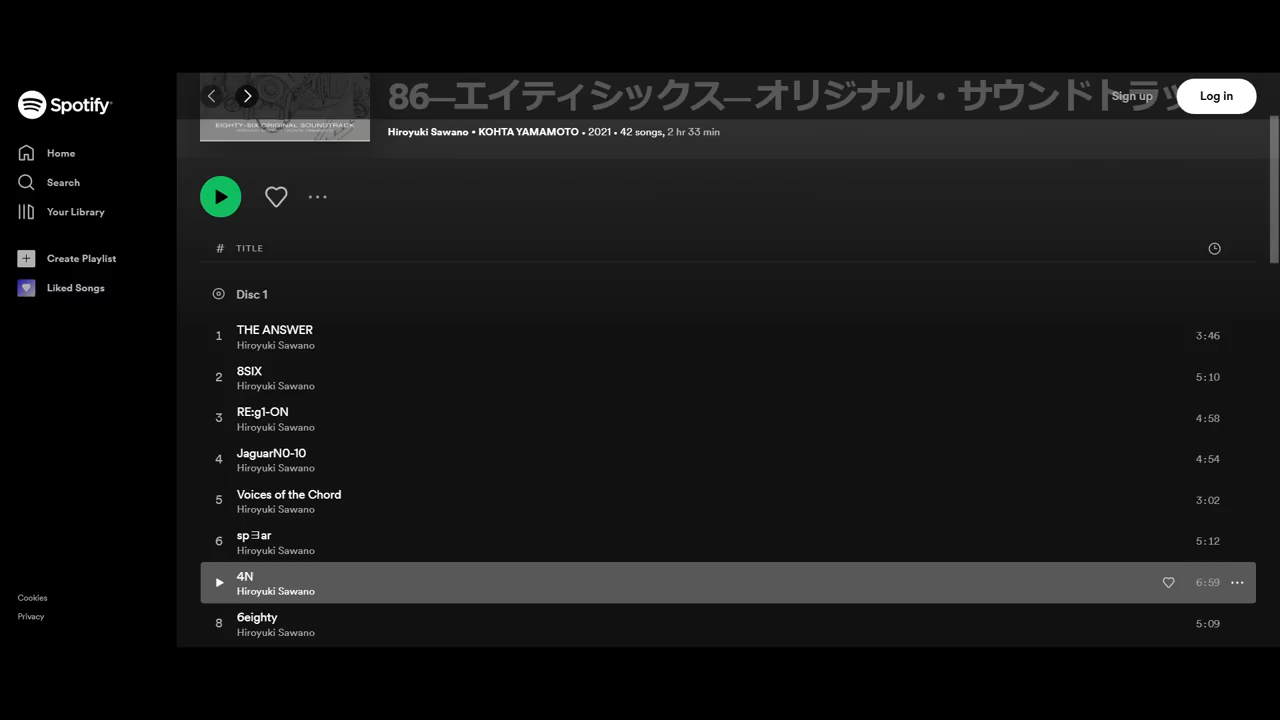 Spotify
Home
Search
Your Library
Create Playlist
Liked Songs
Cookies
Privacy
EIGHTY-SIX ORIGINAL SOUNDTRACK
86—エイティシックス—オリジナル・サウンドトラッ
Sign up
Log in
Hiroyuki Sawano • KOHTA YAMAMOTO • 2021 • 42 songs, 2 hr 33 min
# TITLE
Disc 1
1 THE ANSWER 3:46
Hiroyuki Sawano
2 8SIX 5:10
Hiroyuki Sawano
3 RE:g1-ON 4:58
Hiroyuki Sawano
4 JaguarN0-10 4:54
Hiroyuki Sawano
5 Voices of the Chord 3:02
Hiroyuki Sawano
6 spヨar 5:12
Hiroyuki Sawano
4N 6:59
Hiroyuki Sawano
8 6eighty 5:09
Hiroyuki Sawano